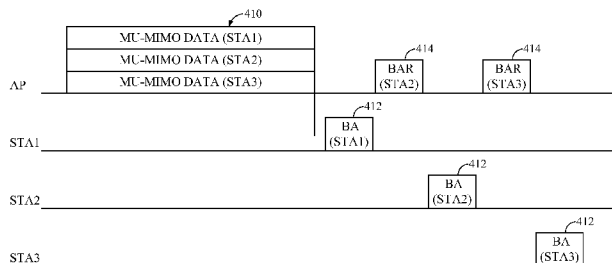 410
MU-MIMO DATA (STA1)
MU-MIMO DATA (STA2)
MU-MIMO DATA (STA3)
AP
414
BAR
(STA2)
414
BAR
(STA3)
412
BA
(STA1)
STA1
412
BA
(STA2)
STA2
412
BA
(STA3)
STA3